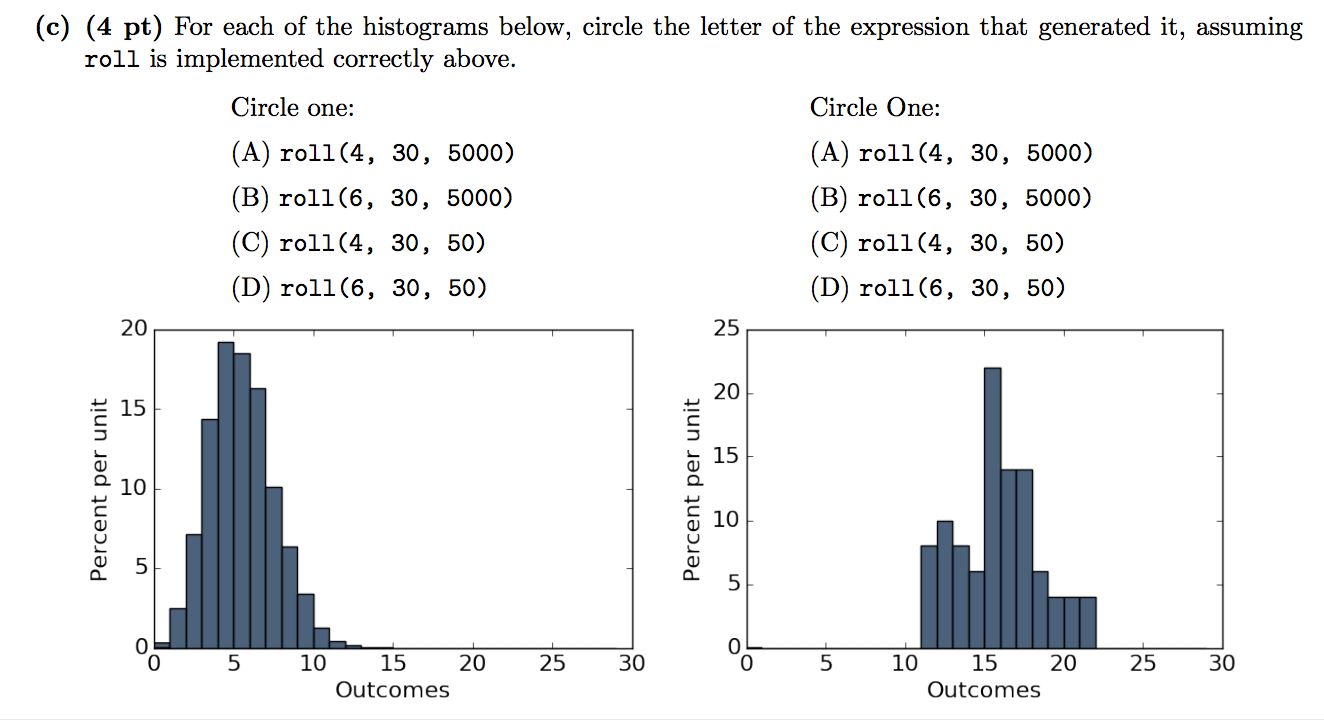 (c) (4 pt) For each of the histograms below, circle the letter of the expression that generated it, assuming
roll is implemented correctly above.
Circle one:
(A) roll(4, 30, 5000)
(B) roll(6, 30, 5000)
(C) roll(4, 30, 50)
(D) roll(6, 30, 50)
Circle One:
(A) roll(4, 30, 5000)
(B) roll(6, 30, 5000)
(C) roll(4, 30, 50)
(D) roll(6, 30, 50)
Percent per unit
20
15
10
5
0
0 5 10 15 20 25 30
Outcomes
Percent per unit
25
20
15
10
5
0
0 5 10 15 20 25 30
Outcomes